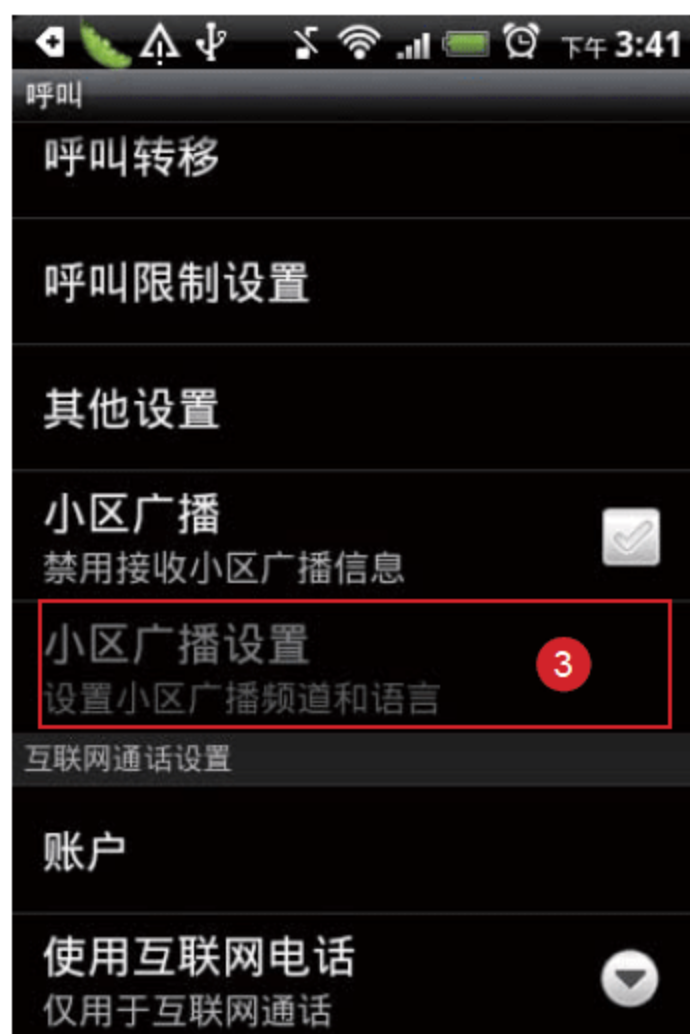 下午 3:41
呼叫
呼叫转移
呼叫限制设置
其他设置
小区广播
禁用接收小区广播信息
小区广播设置
3
设置小区广播频道和语言
互联网通话设置
账户
使用互联网电话
仅用于互联网通话